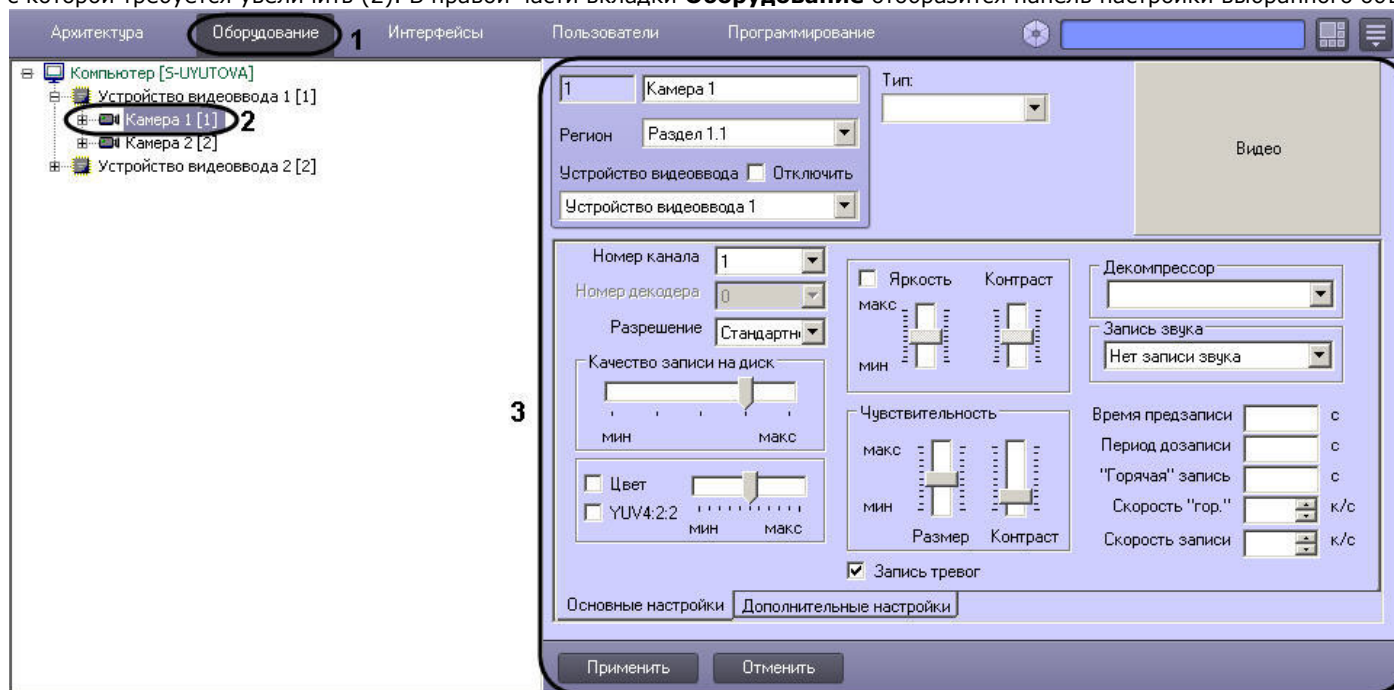 с которой требуется увеличить (2). В правой части вкладки Оборудование отобразится панель настройки выбранного
Архитектура Оборудование 1 Интерфейсы Пользователи Программирование
Компьютер [S-UYUTOVA]
Устройство видеоввода 1 [1]
Камера 1 [1] 2
Камера 2 [2]
Устройство видеоввода 2 [2]
3
1 Камера 1
Регион Раздел 1.1
Устройство видеоввода Отключить
Устройство видеоввода 1
Тип:
Видео
Номер канала 1
Номер декодера 0
Разрешение Стандартн
Качество записи на диск
мин макс
Цвет
YUV4:2:2
мин макс
Яркость Контраст
макс
мин
Чувствительность
макс
мин
Размер Контраст
Запись тревог
Декомпрессор
Запись звука
Нет записи звука
Время предзаписи с
Период дозаписи с
"Горячая" запись с
Скорость "гор." к/с
Скорость записи к/с
Основные настройки Дополнительные настройки
Применить Отменить